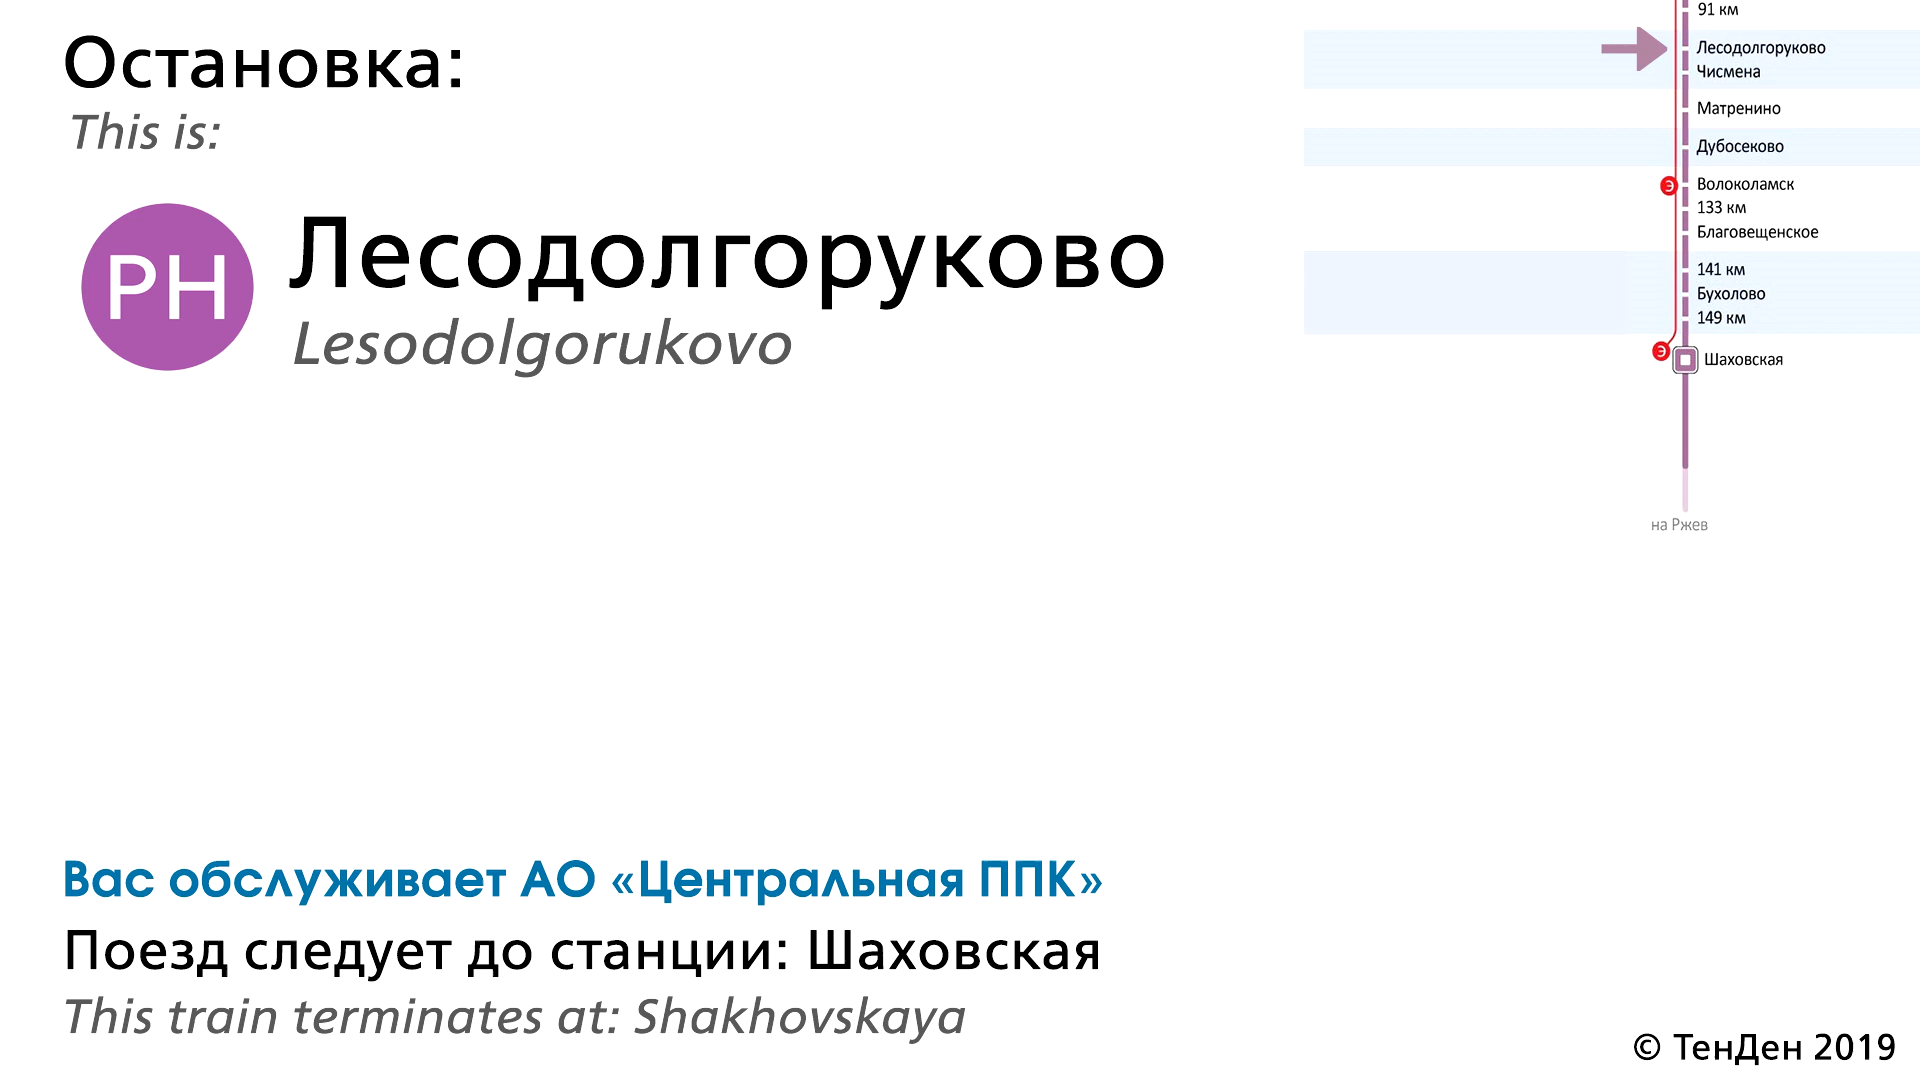 Остановка:
This is:
РН
Лесодолгоруково
Lesodolgorukovo
91 км
Лесодолгоруково
Чисмена
Матренино
Дубосеково
э
Волоколамск
133 км
Благовещенское
141 км
Бухолово
149 км
э
Шаховская
на Ржев
Вас обслуживает АО «Центральная ППК»
Поезд следует до станции: Шаховская
This train terminates at: Shakhovskaya
© ТенДен 2019